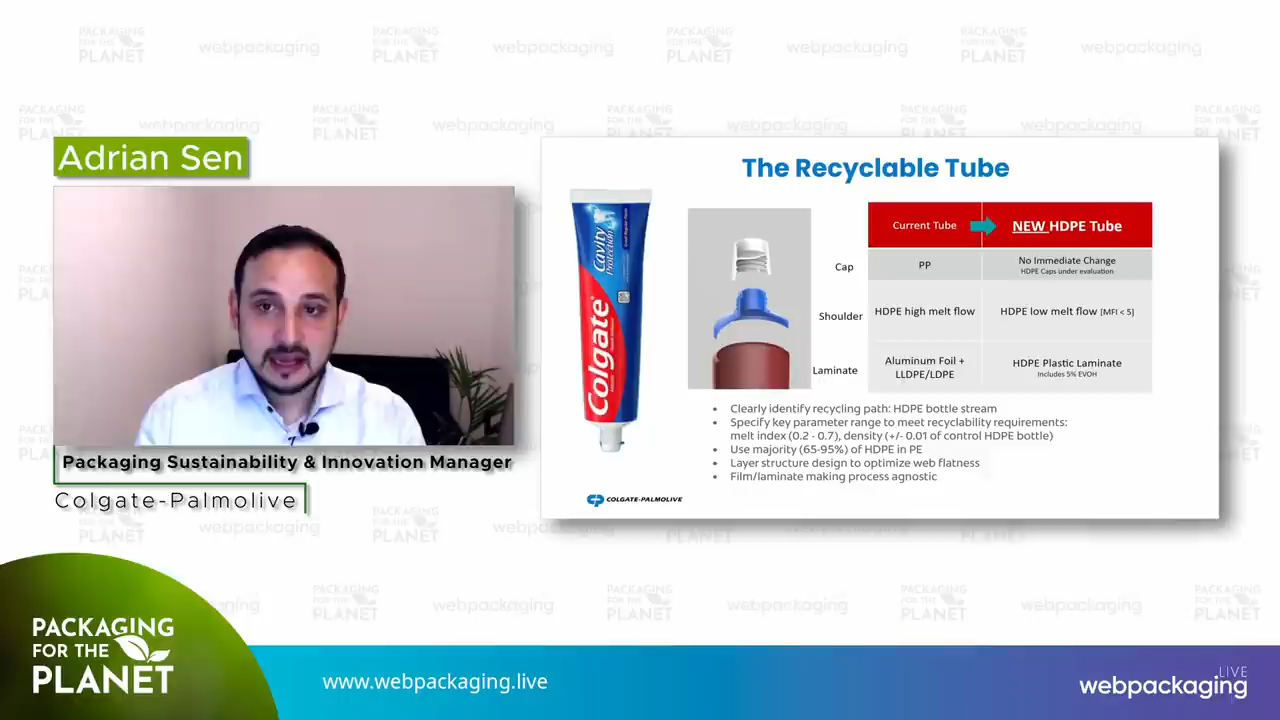 Adrian Sen
Packaging Sustainability & Innovation Manager
Colgate-Palmolive
The Recyclable Tube
Current Tube
NEW HDPE Tube
Cap
PP
No Immediate Change
HDPE Caps under evaluation
Shoulder
HDPE high melt flow
HDPE low melt flow (MFI < 5)
Laminate
Aluminum Foil +
LLDPE/LDPE
HDPE Plastic Laminate
Includes 5% EVOH
Cavity
Protection
Colgate
• Clearly identify recycling path: HDPE bottle stream
• Specify key parameter range to meet recyclability requirements:
melt index (0.2 - 0.7), density (+/- 0.01 of control HDPE bottle)
• Use majority (65-95%) of HDPE in PE
• Layer structure design to optimize web flatness
• Film/laminate making process agnostic
CP COLGATE-PALMOLIVE
PACKAGING
FOR THE
PLANET
www.webpackaging.live
LIVE
webpackaging